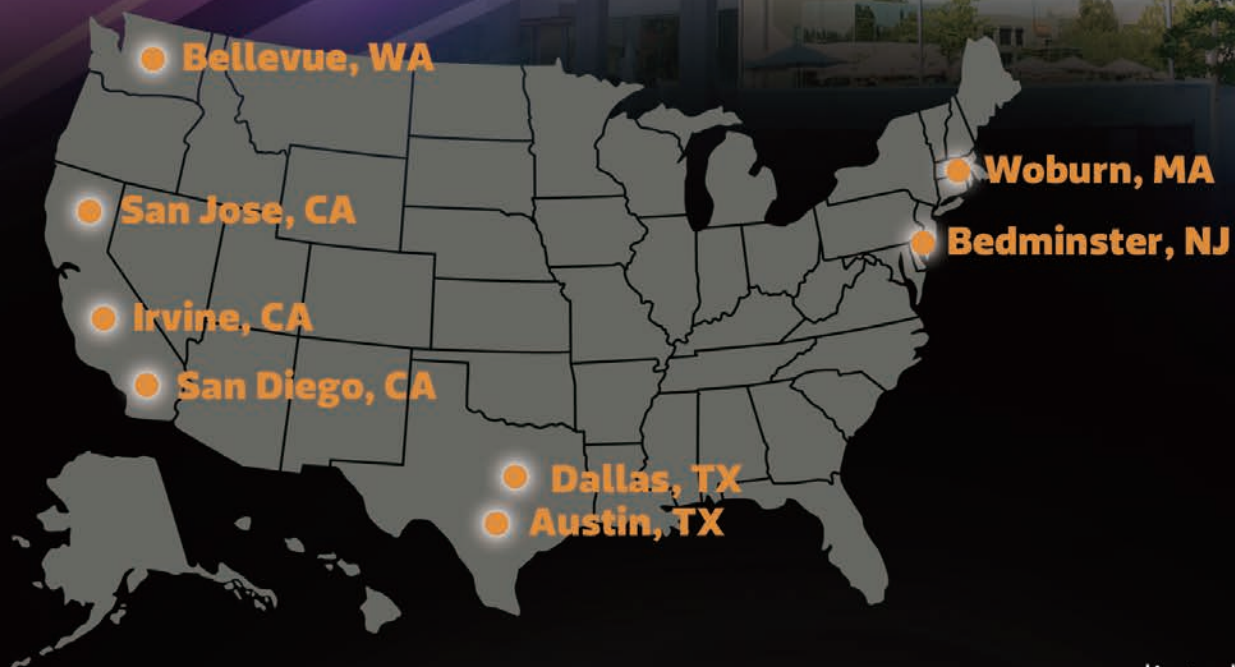 Bellevue, WA
Woburn, MA
San Jose, CA
Bedminster, NJ
Irvine, CA
San Diego, CA
Dallas, TX
Austin, TX